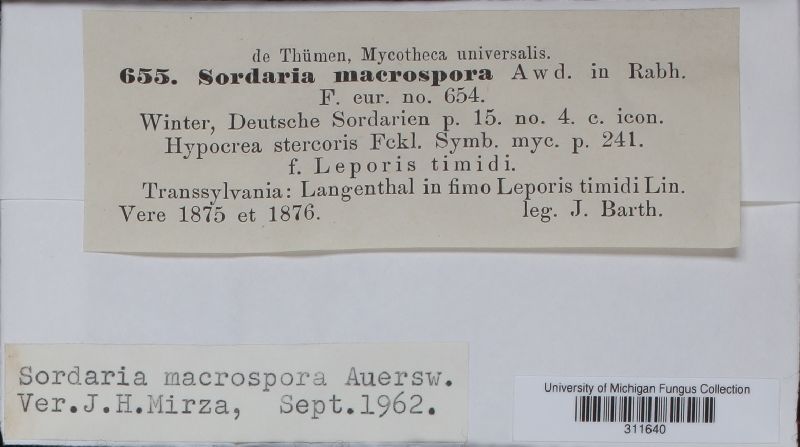 de Thümen, Mycotheca universalis.
655. Sordaria macrospora Awd. in Rabh.
F. eur. no. 654.
Winter, Deutsche Sordarien p. 15. no. 4. c. icon.
Hypocrea stercoris Fckl. Symb. myc. p. 241.
f. Leporis timidi.
Transsylvania: Langenthal in fimo Leporis timidi Lin.
Vere 1875 et 1876. leg. J. Barth.
Sordaria macrospora Auersw.
Ver.J.H.Mirza, Sept.1962.
University of Michigan Fungus Collection
311640